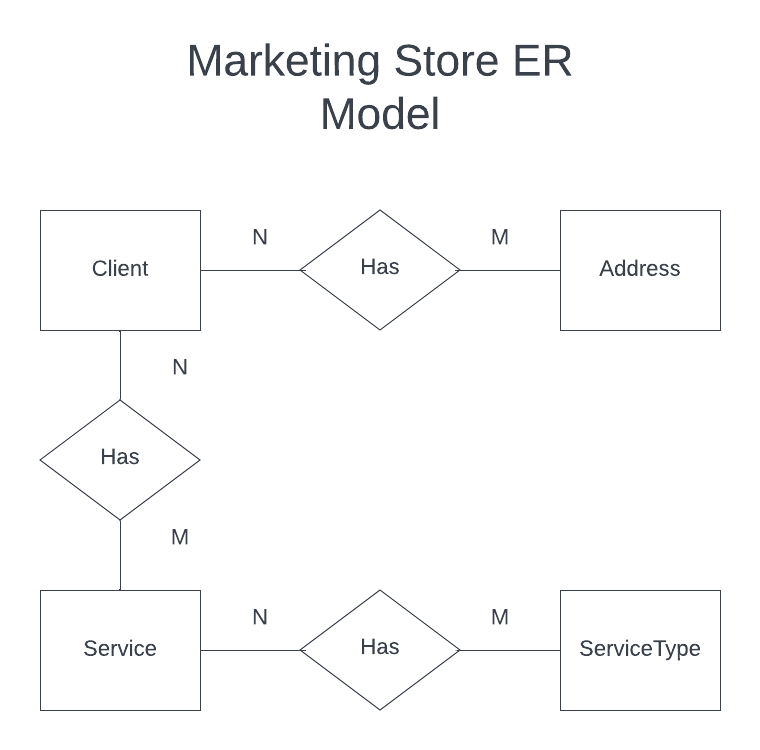 Marketing Store ER
Model
N
M
Client
Has
Address
N
Has
M
N
M
Service
Has
ServiceType